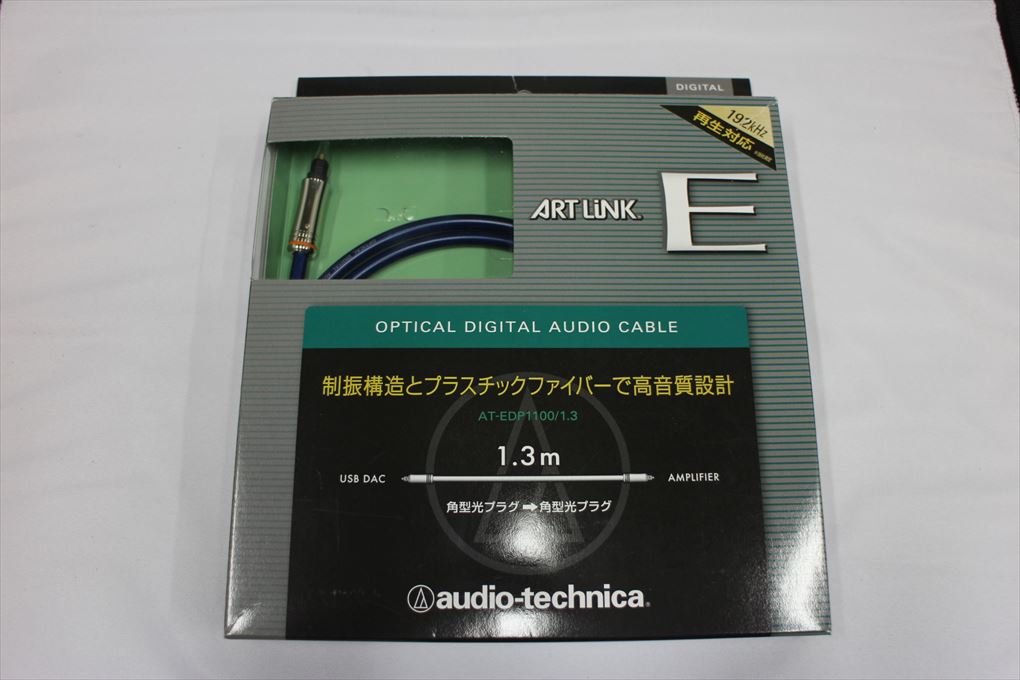 DIGITAL
192kHz
再生対応
ART LiNK
E
OPTICAL DIGITAL AUDIO CABLE
制振構造とプラスチックファイバーで高音質設計
AT-EDP1100/1.3
1.3m
USB DAC
AMPLIFIER
角型光プラグ➡角型光プラグ
audio-technica